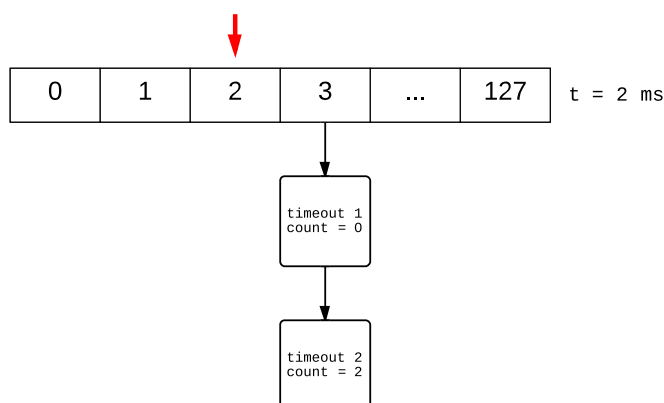 0 1 2 3 ... 127 t = 2 ms
timeout 1
count = 0
timeout 2
count = 2